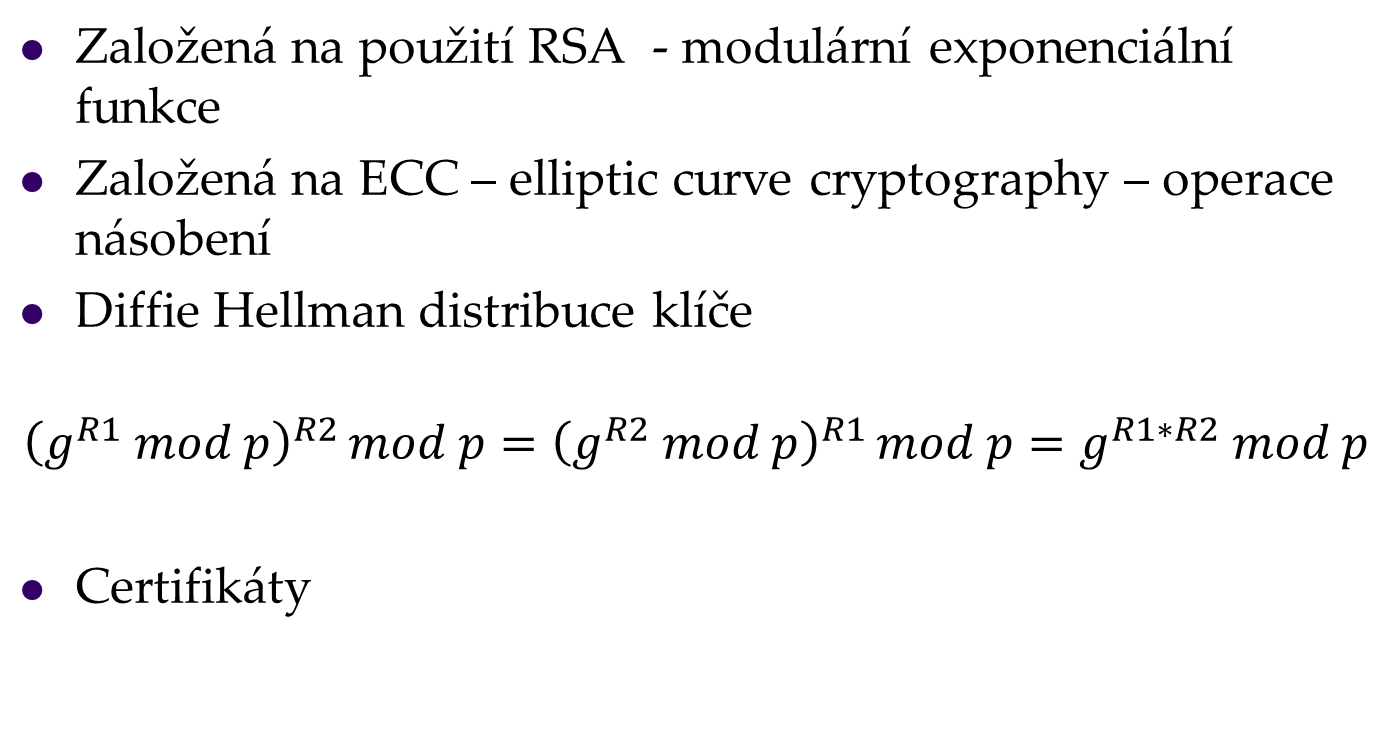 • Založená na použití RSA - modulární exponenciální
funkce
• Založená na ECC – elliptic curve cryptography – operace
násobení
• Diffie Hellman distribuce klíče
(g^{R1} mod p)^{R2} mod p = (g^{R2} mod p)^{R1} mod p = g^{R1*R2} mod p
• Certifikáty